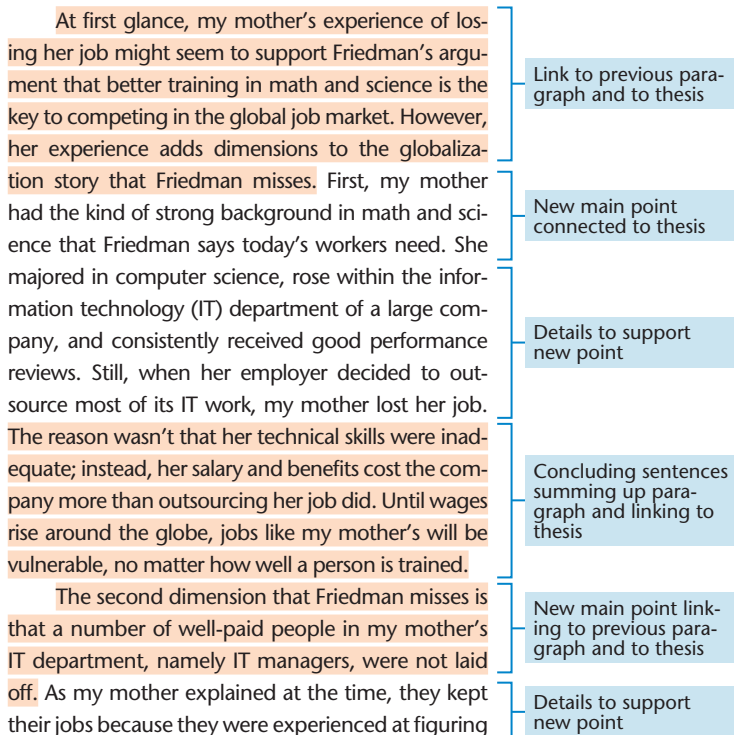 At first glance, my mother’s experience of los-
ing her job might seem to support Friedman’s argu-
ment that better training in math and science is the
key to competing in the global job market. However,
her experience adds dimensions to the globaliza-
tion story that Friedman misses. First, my mother
had the kind of strong background in math and sci-
ence that Friedman says today’s workers need. She
majored in computer science, rose within the infor-
mation technology (IT) department of a large com-
pany, and consistently received good performance
reviews. Still, when her employer decided to out-
source most of its IT work, my mother lost her job.
The reason wasn’t that her technical skills were inad-
equate; instead, her salary and benefits cost the com-
pany more than outsourcing her job did. Until wages
rise around the globe, jobs like my mother’s will be
vulnerable, no matter how well a person is trained.
The second dimension that Friedman misses is
that a number of well-paid people in my mother’s
IT department, namely IT managers, were not laid
off. As my mother explained at the time, they kept
their jobs because they were experienced at figuring
Link to previous para-
graph and to thesis
New main point
connected to thesis
Details to support
new point
Concluding sentences
summing up para-
graph and linking to
thesis
New main point link-
ing to previous para-
graph and to thesis
Details to support
new point